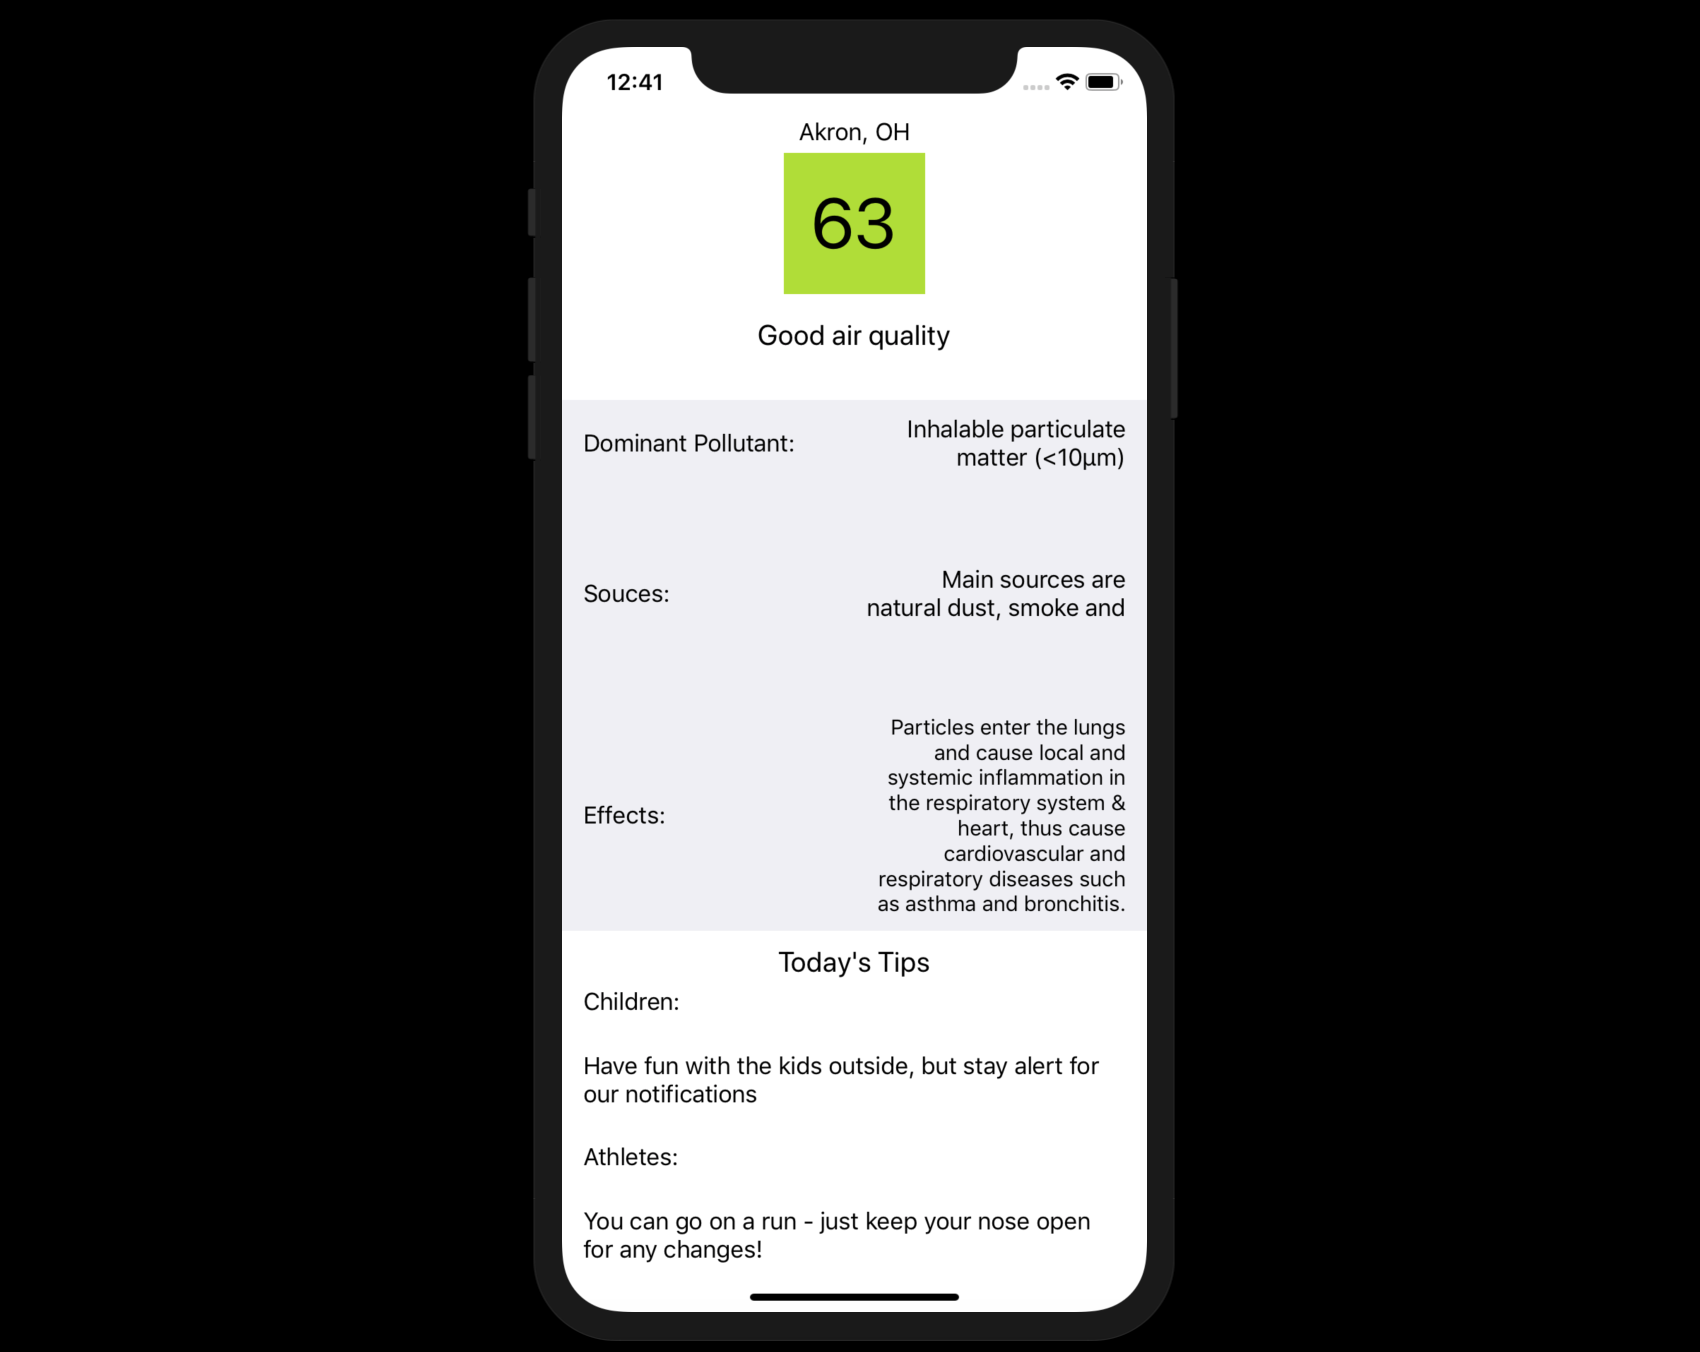 12:41
Akron, OH
63
Good air quality
Dominant Pollutant:
Inhalable particulate
matter (<10µm)
Souces:
Main sources are
natural dust, smoke and
Effects:
Particles enter the lungs
and cause local and
systemic inflammation in
the respiratory system &
heart, thus cause
cardiovascular and
respiratory diseases such
as asthma and bronchitis.
Today's Tips
Children:
Have fun with the kids outside, but stay alert for
our notifications
Athletes:
You can go on a run - just keep your nose open
for any changes!